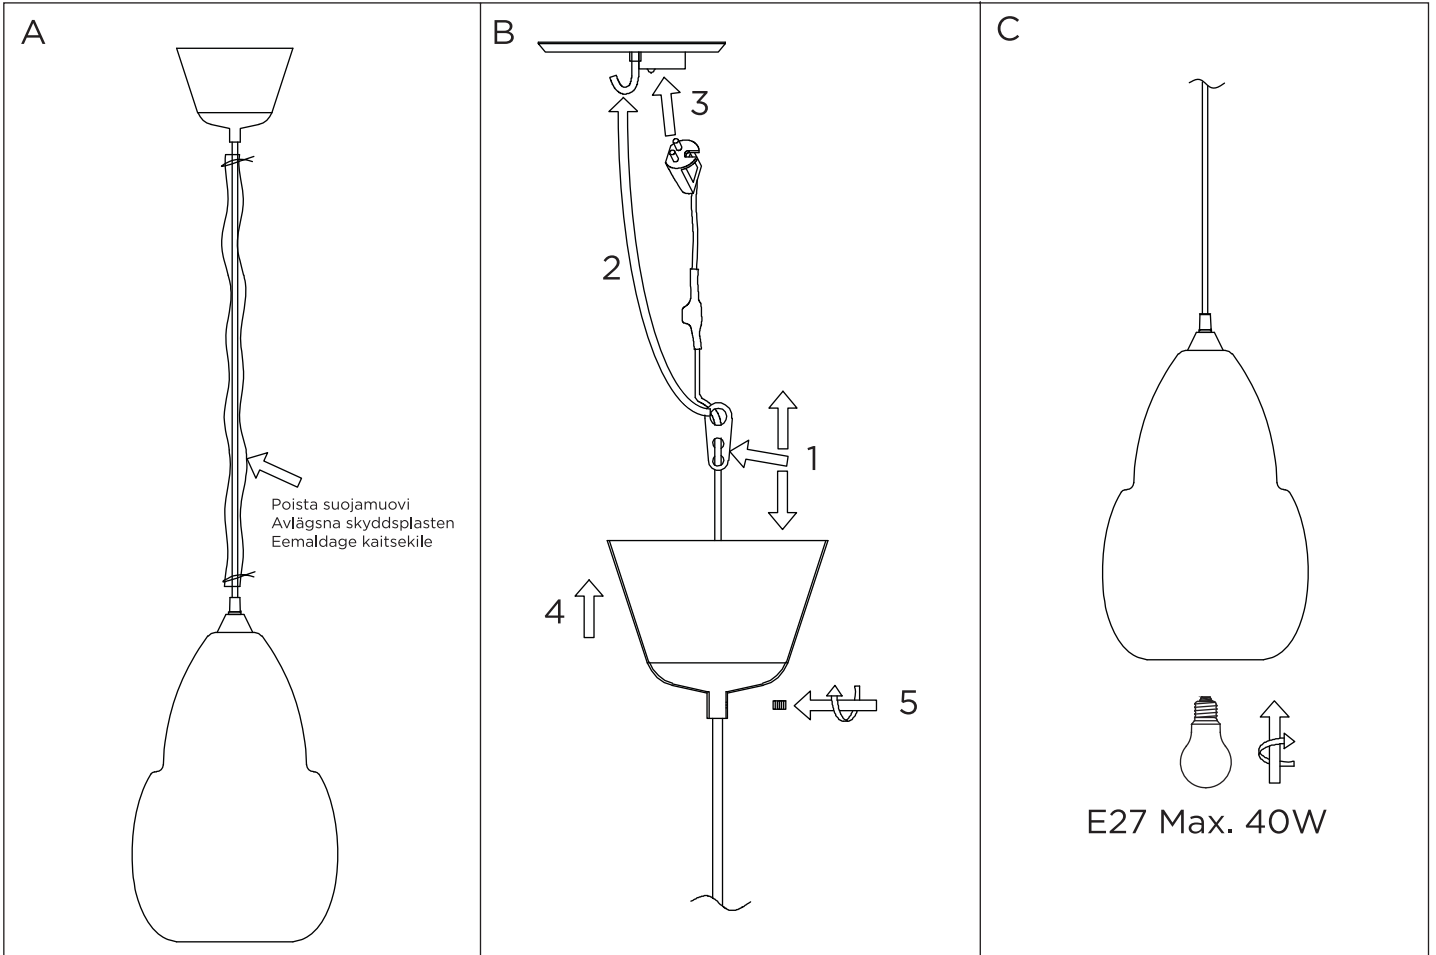 A
Poista suojamuovi
Avlägsna skyddsplasten
Eemaldage kaitsekile
B
3
2
1
4
5
C
E27 Max. 40W